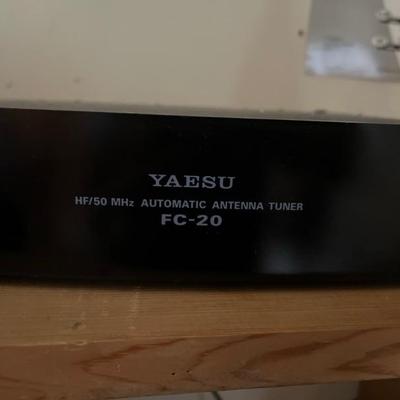 YAESU
HF/50 MHz AUTOMATIC ANTENNA TUNER
FC-20